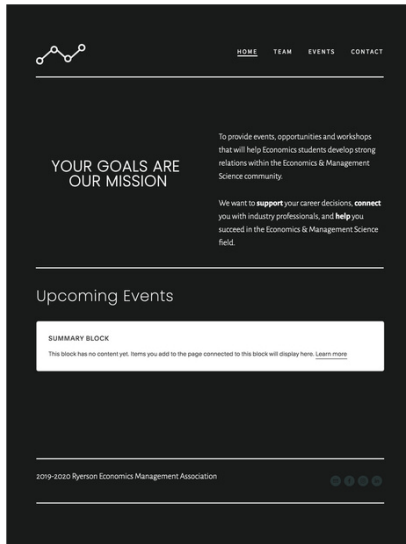 HOME TEAM EVENTS CONTACT
YOUR GOALS ARE
OUR MISSION
To provide events, opportunities and workshops
that will help Economics students develop strong
relations within the Economics & Management
Science community.
We want to support your career decisions, connect
you with industry professionals, and help you
succeed in the Economics & Management Science
field.
Upcoming Events
SUMMARY BLOCK
This block has no content yet. Items you add to the page connected to this block will display here. Learn more
2019-2020 Ryerson Economics Management Association